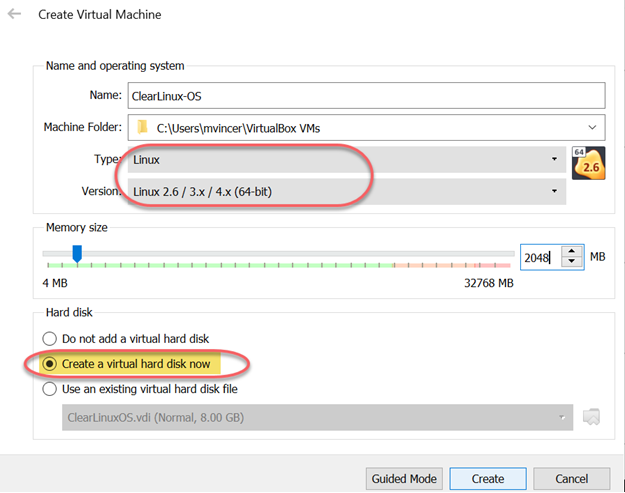 Create Virtual Machine
Name and operating system
Name: ClearLinux-OS
Machine Folder: C:\Users\mvincer\VirtualBox VMs
Type: Linux
64
2.6
Version: Linux 2.6 / 3.x / 4.x (64-bit)
Memory size
2048 MB
4 MB 32768 MB
Hard disk
Do not add a virtual hard disk
Create a virtual hard disk now
Use an existing virtual hard disk file
ClearLinuxOS.vdi (Normal, 8.00 GB)
Guided Mode Create Cancel